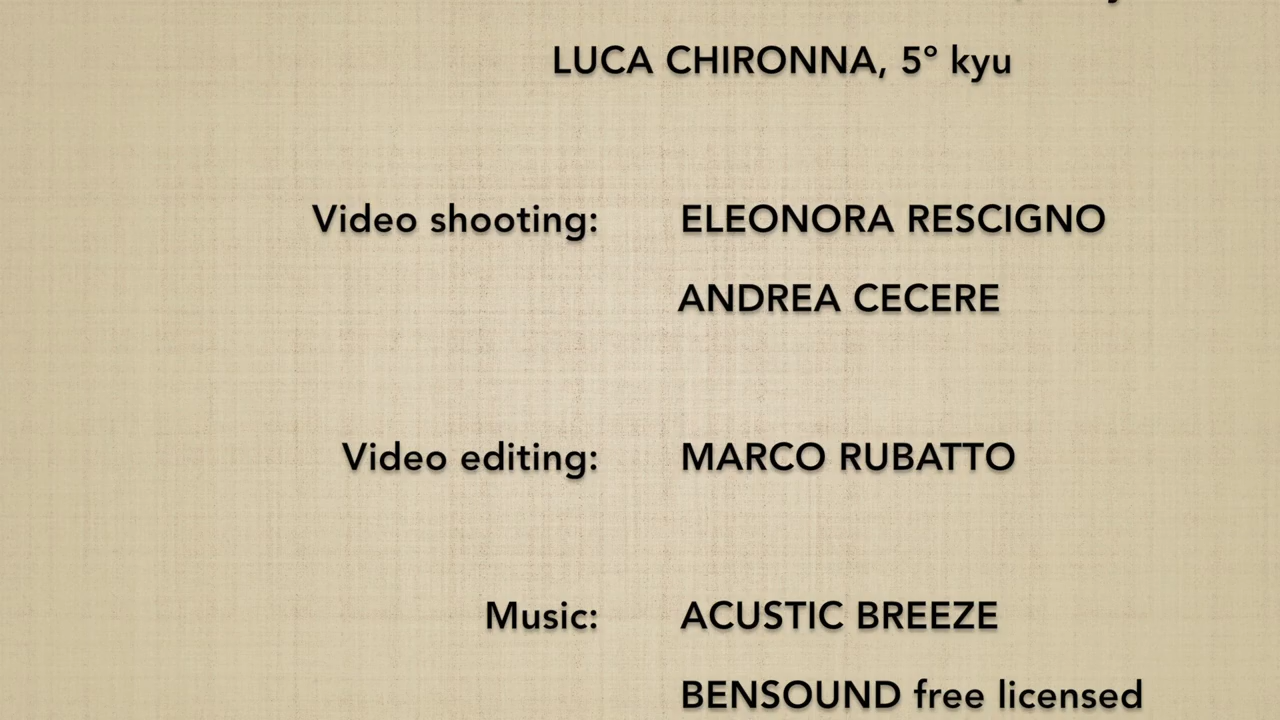 LUCA CHIRONNA, 5° kyu
Video shooting: ELEONORA RESCIGNO
ANDREA CECERE
Video editing: MARCO RUBATTO
Music: ACUSTIC BREEZE
BENSOUND free licensed